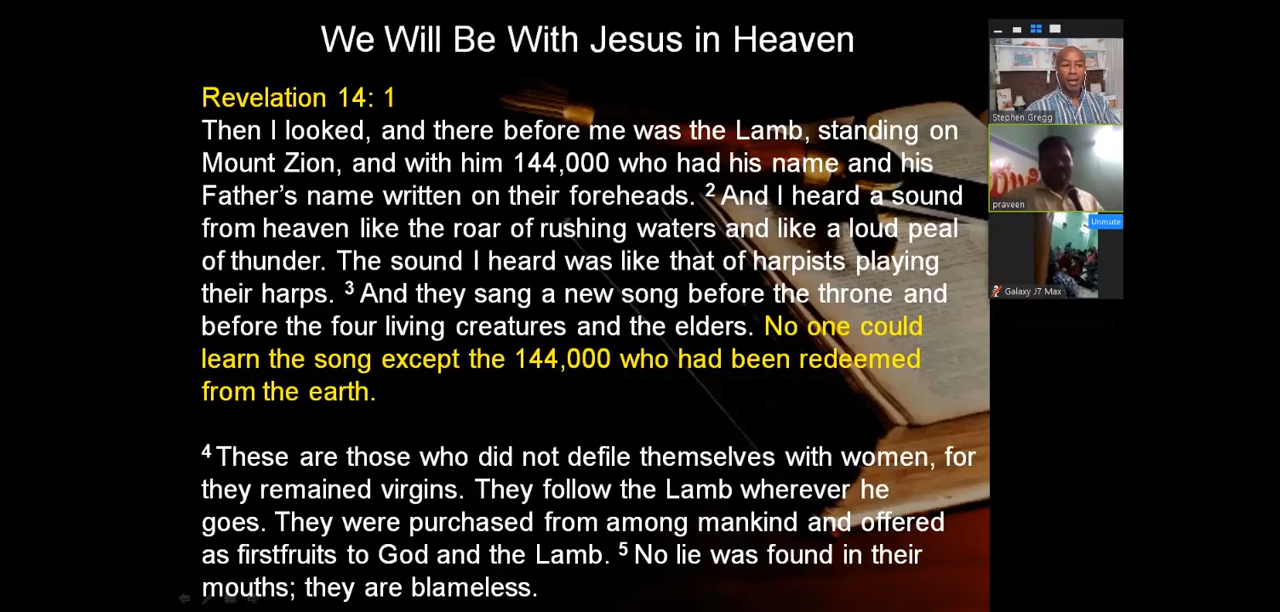 We Will Be With Jesus in Heaven
Revelation 14: 1
Then I looked, and there before me was the Lamb, standing on
Mount Zion, and with him 144,000 who had his name and his
Father’s name written on their foreheads. 2 And I heard a sound
from heaven like the roar of rushing waters and like a loud peal
of thunder. The sound I heard was like that of harpists playing
their harps. 3 And they sang a new song before the throne and
before the four living creatures and the elders. No one could
learn the song except the 144,000 who had been redeemed
from the earth.
4 These are those who did not defile themselves with women, for
they remained virgins. They follow the Lamb wherever he
goes. They were purchased from among mankind and offered
as firstfruits to God and the Lamb. 5 No lie was found in their
mouths; they are blameless.
Stephen Gregg
praveen
Unmute
Galaxy J7 Max